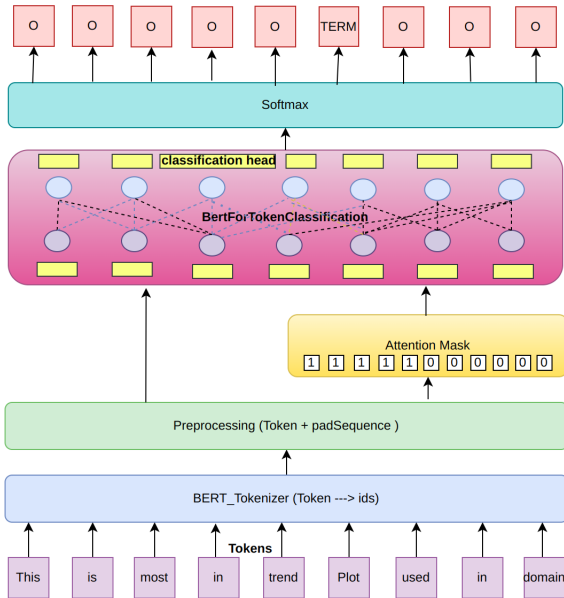 O O O O O TERM O O O
Softmax
classification head
BertForTokenClassification
Attention Mask
1 1 1 1 1 0 0 0 0 0
Preprocessing (Token + padSequence )
BERT_Tokenizer (Token ---> ids)
Tokens
This is most in trend Plot used in domain